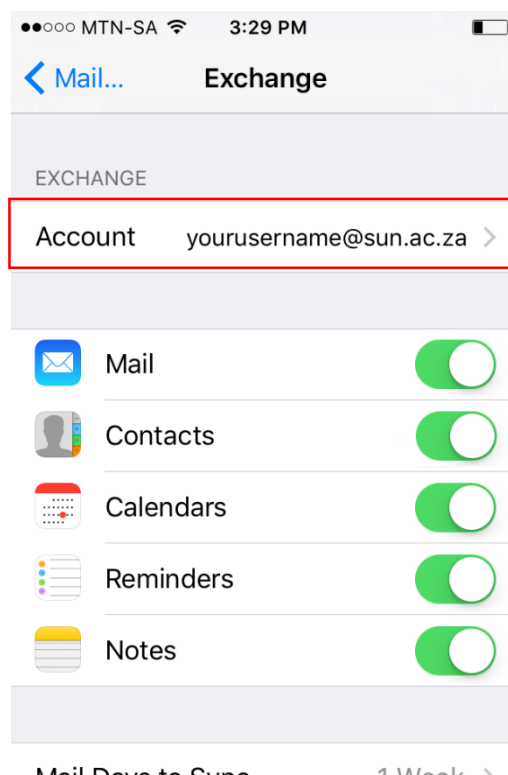 MTN-SA 3:29 PM
Mail... Exchange
EXCHANGE
Account yourusername@sun.ac.za
Mail
Contacts
Calendars
Reminders
Notes
Mail Days to Sync 1 Week